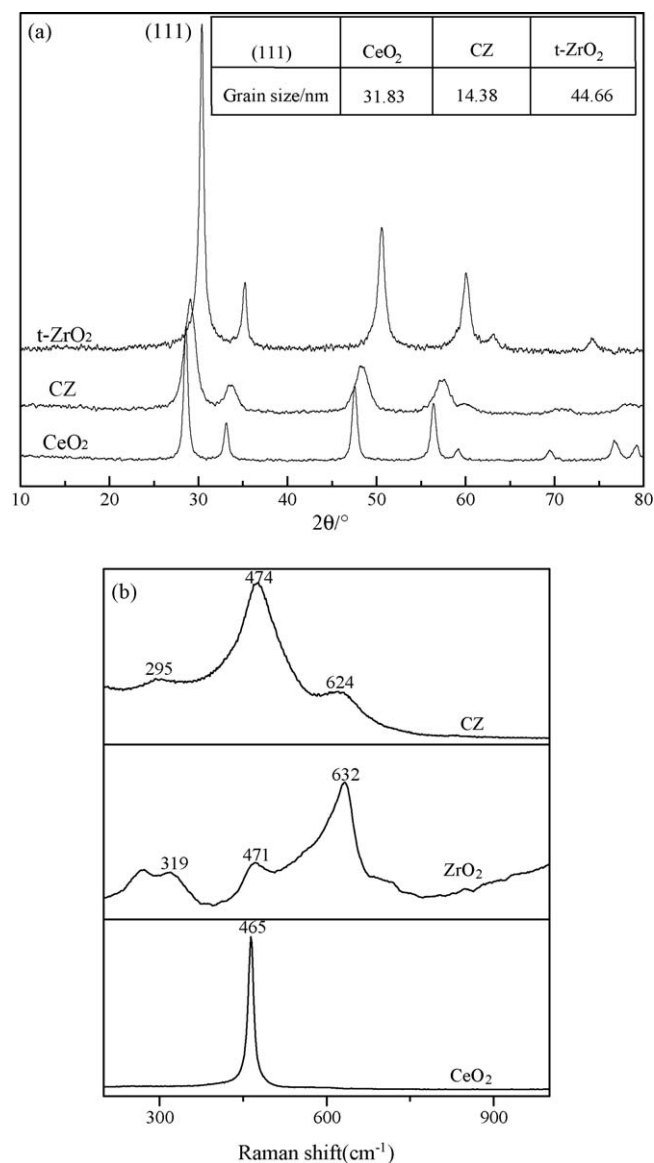 (a) (111)
(111) CeO₂ CZ t-ZrO₂
Grain size/nm 31.83 14.38 44.66
t-ZrO₂
CZ
CeO₂
10 20 30 40 50 60 70 80
2θ/°
(b) 474
295
624
CZ
632
319 471
ZrO₂
465
CeO₂
300 600 900
Raman shift(cm⁻¹)